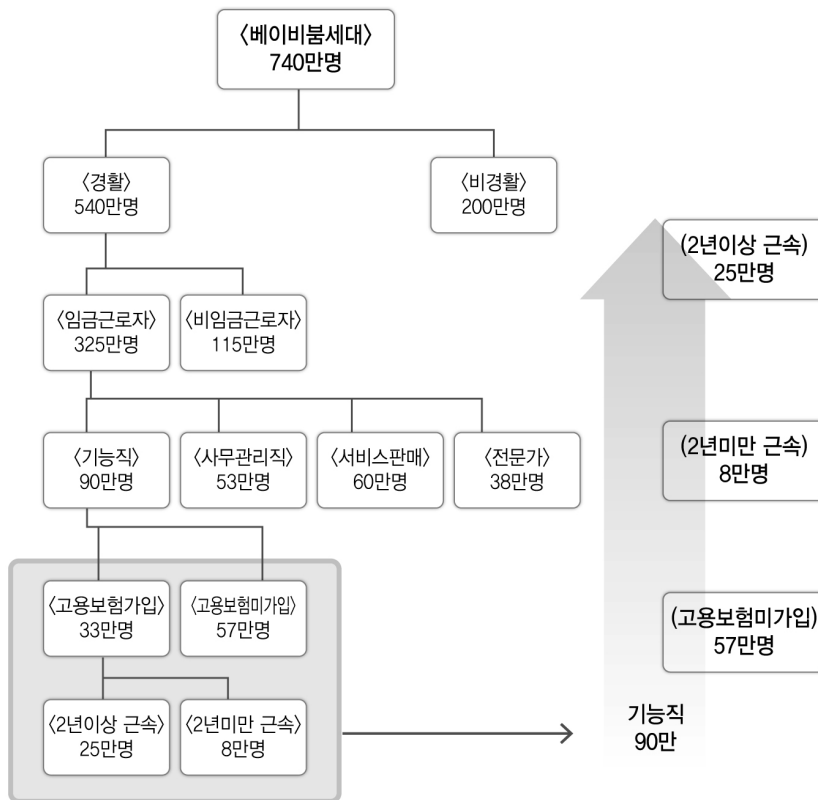 〈베이비붐세대〉
740만명
〈경활〉
540만명
〈비경활〉
200만명
〈임금근로자〉
325만명
〈비임금근로자〉
115만명
〈기능직〉
90만명
〈사무관리직〉
53만명
〈서비스판매〉
60만명
〈전문가〉
38만명
〈고용보험가입〉
33만명
〈고용보험미가입〉
57만명
〈2년이상 근속〉
25만명
〈2년미만 근속〉
8만명
(2년이상 근속)
25만명
(2년미만 근속)
8만명
(고용보험미가입)
57만명
기능직
90만